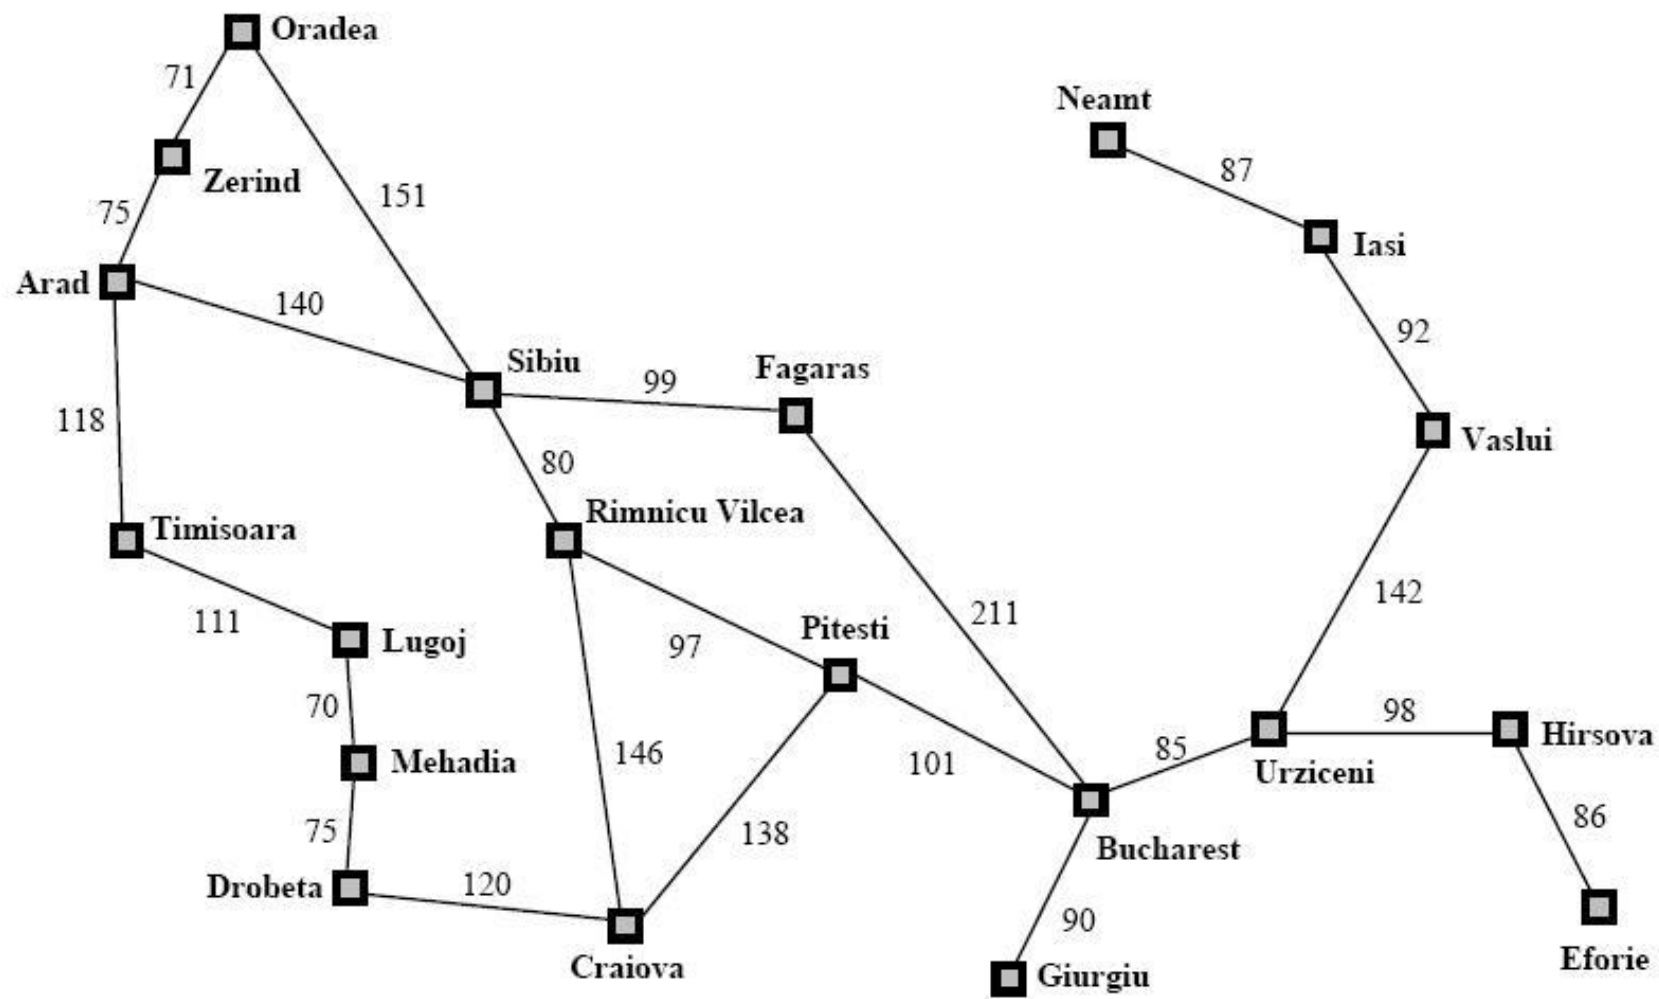 Oradea
71
Neamt
87
Zerind
151
75
Iasi
Arad
140
92
Sibiu
Fagaras
99
118
Vaslui
80
Rimnicu Vilcea
Timisoara
142
211
111
Lugoj
97
Pitesti
70
98
Hirsova
146
85
Mehadia
101
Urziceni
86
75
138
Bucharest
Drobeta
120
90
Craiova
Giurgiu
Eforie